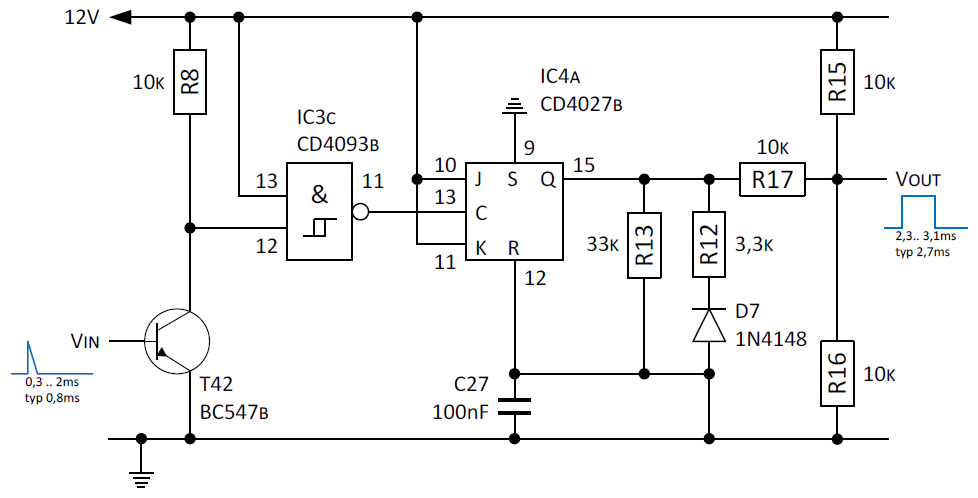 12V
R8
10K
IC3C
CD4093B
13
&
11
12
VIN
0,3 .. 2ms
typ 0,8ms
T42
BC547B
IC4A
CD4027B
9
10
J
S
Q
15
13
C
K
R
11
12
C27
100nF
33K
R13
R12
3,3K
D7
1N4148
10K
R17
R15
10K
VOUT
2,3.. 3,1ms
typ 2,7ms
R16
10K